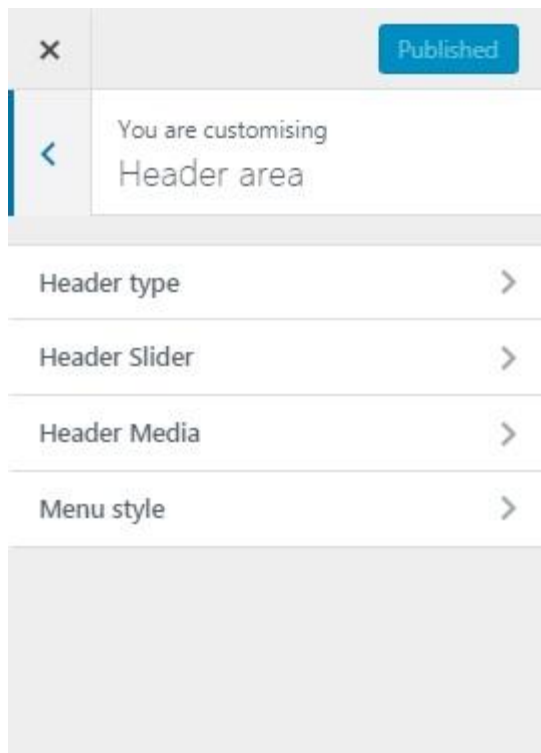 Published
You are customising
Header area
Header type
Header Slider
Header Media
Menu style